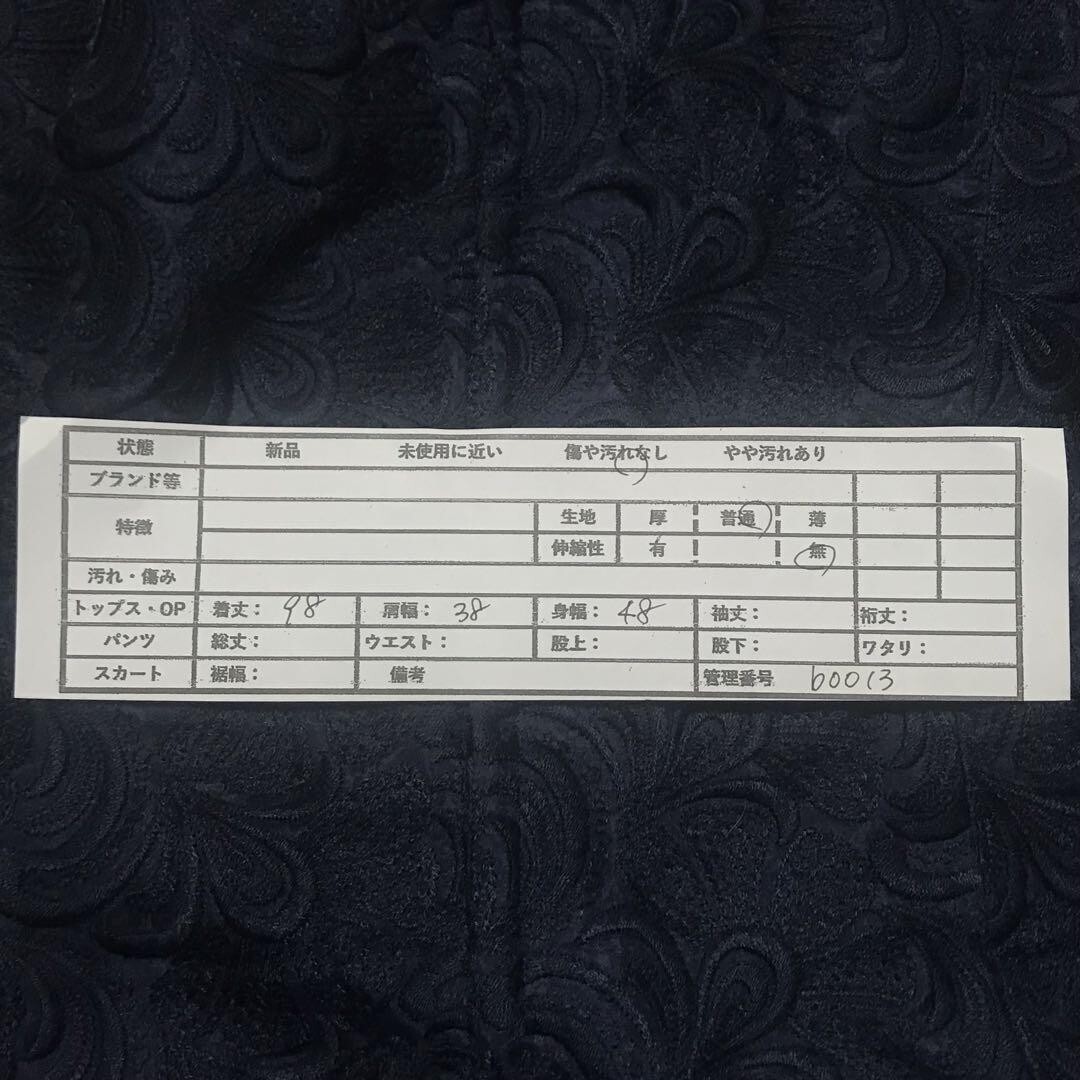 状態 新品 未使用に近い 傷や汚れなし やや汚れあり
ブランド等
特徴 生地 厚 普通 薄
伸縮性 有 無
汚れ・傷み
トップス・OP 着丈： 98 肩幅： 38 身幅： 48 袖丈： 裄丈：
パンツ 総丈： ウエスト： 股上： 股下： ワタリ：
スカート 裾幅： 備考 管理番号 b0013